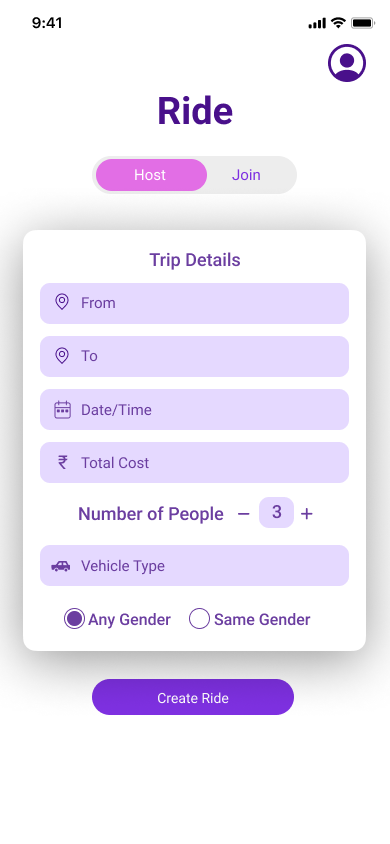 9:41
Ride
Host Join
Trip Details
From
To
Date/Time
₹ Total Cost
Number of People − 3 +
Vehicle Type
Any Gender Same Gender
Create Ride